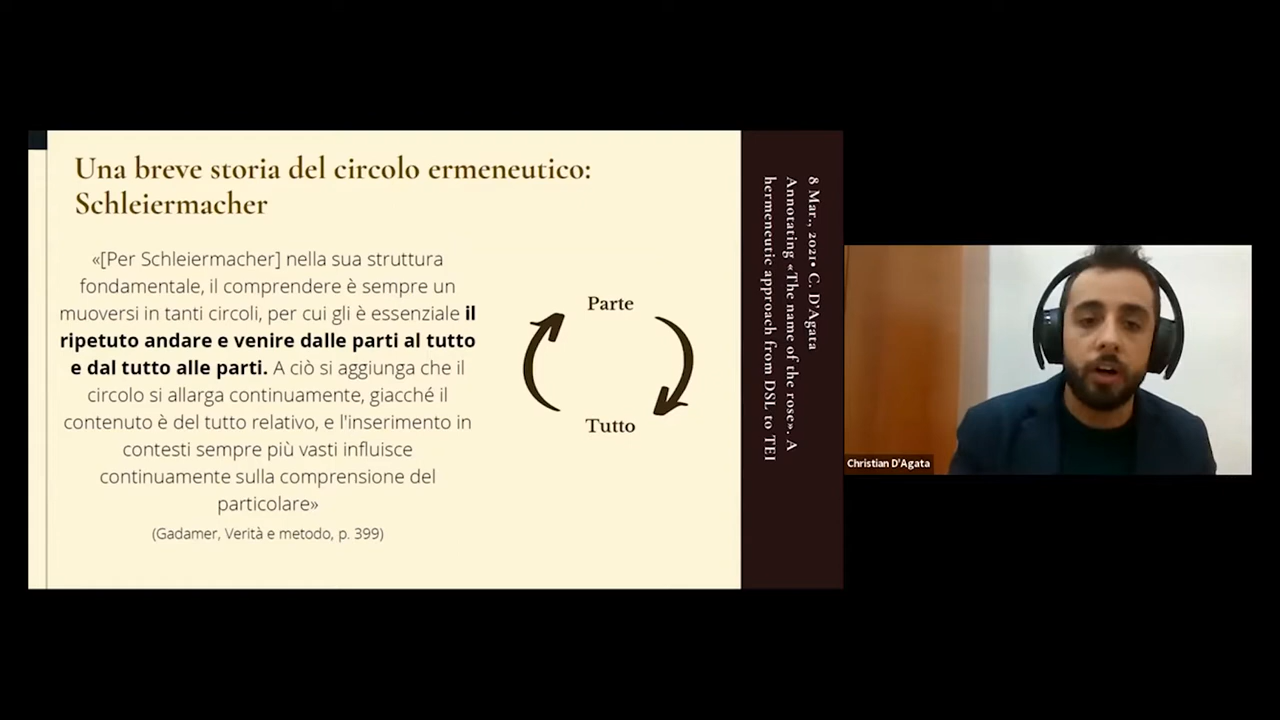 Una breve storia del circolo ermeneutico:
Schleiermacher
«[Per Schleiermacher] nella sua struttura
fondamentale, il comprendere è sempre un
muoversi in tanti circoli, per cui gli è essenziale il
ripetuto andare e venire dalle parti al tutto
e dal tutto alle parti. A ciò si aggiunga che il
circolo si allarga continuamente, giacché il
contenuto è del tutto relativo, e l'inserimento in
contesti sempre più vasti influisce
continuamente sulla comprensione del
particolare»
(Gadamer, Verità e metodo, p. 399)
Parte
Tutto
8 Mar., 2021• C. D'Agata
Annotating «The name of the rose». A
hermeneutic approach from DSL to TEI
Christian D'Agata